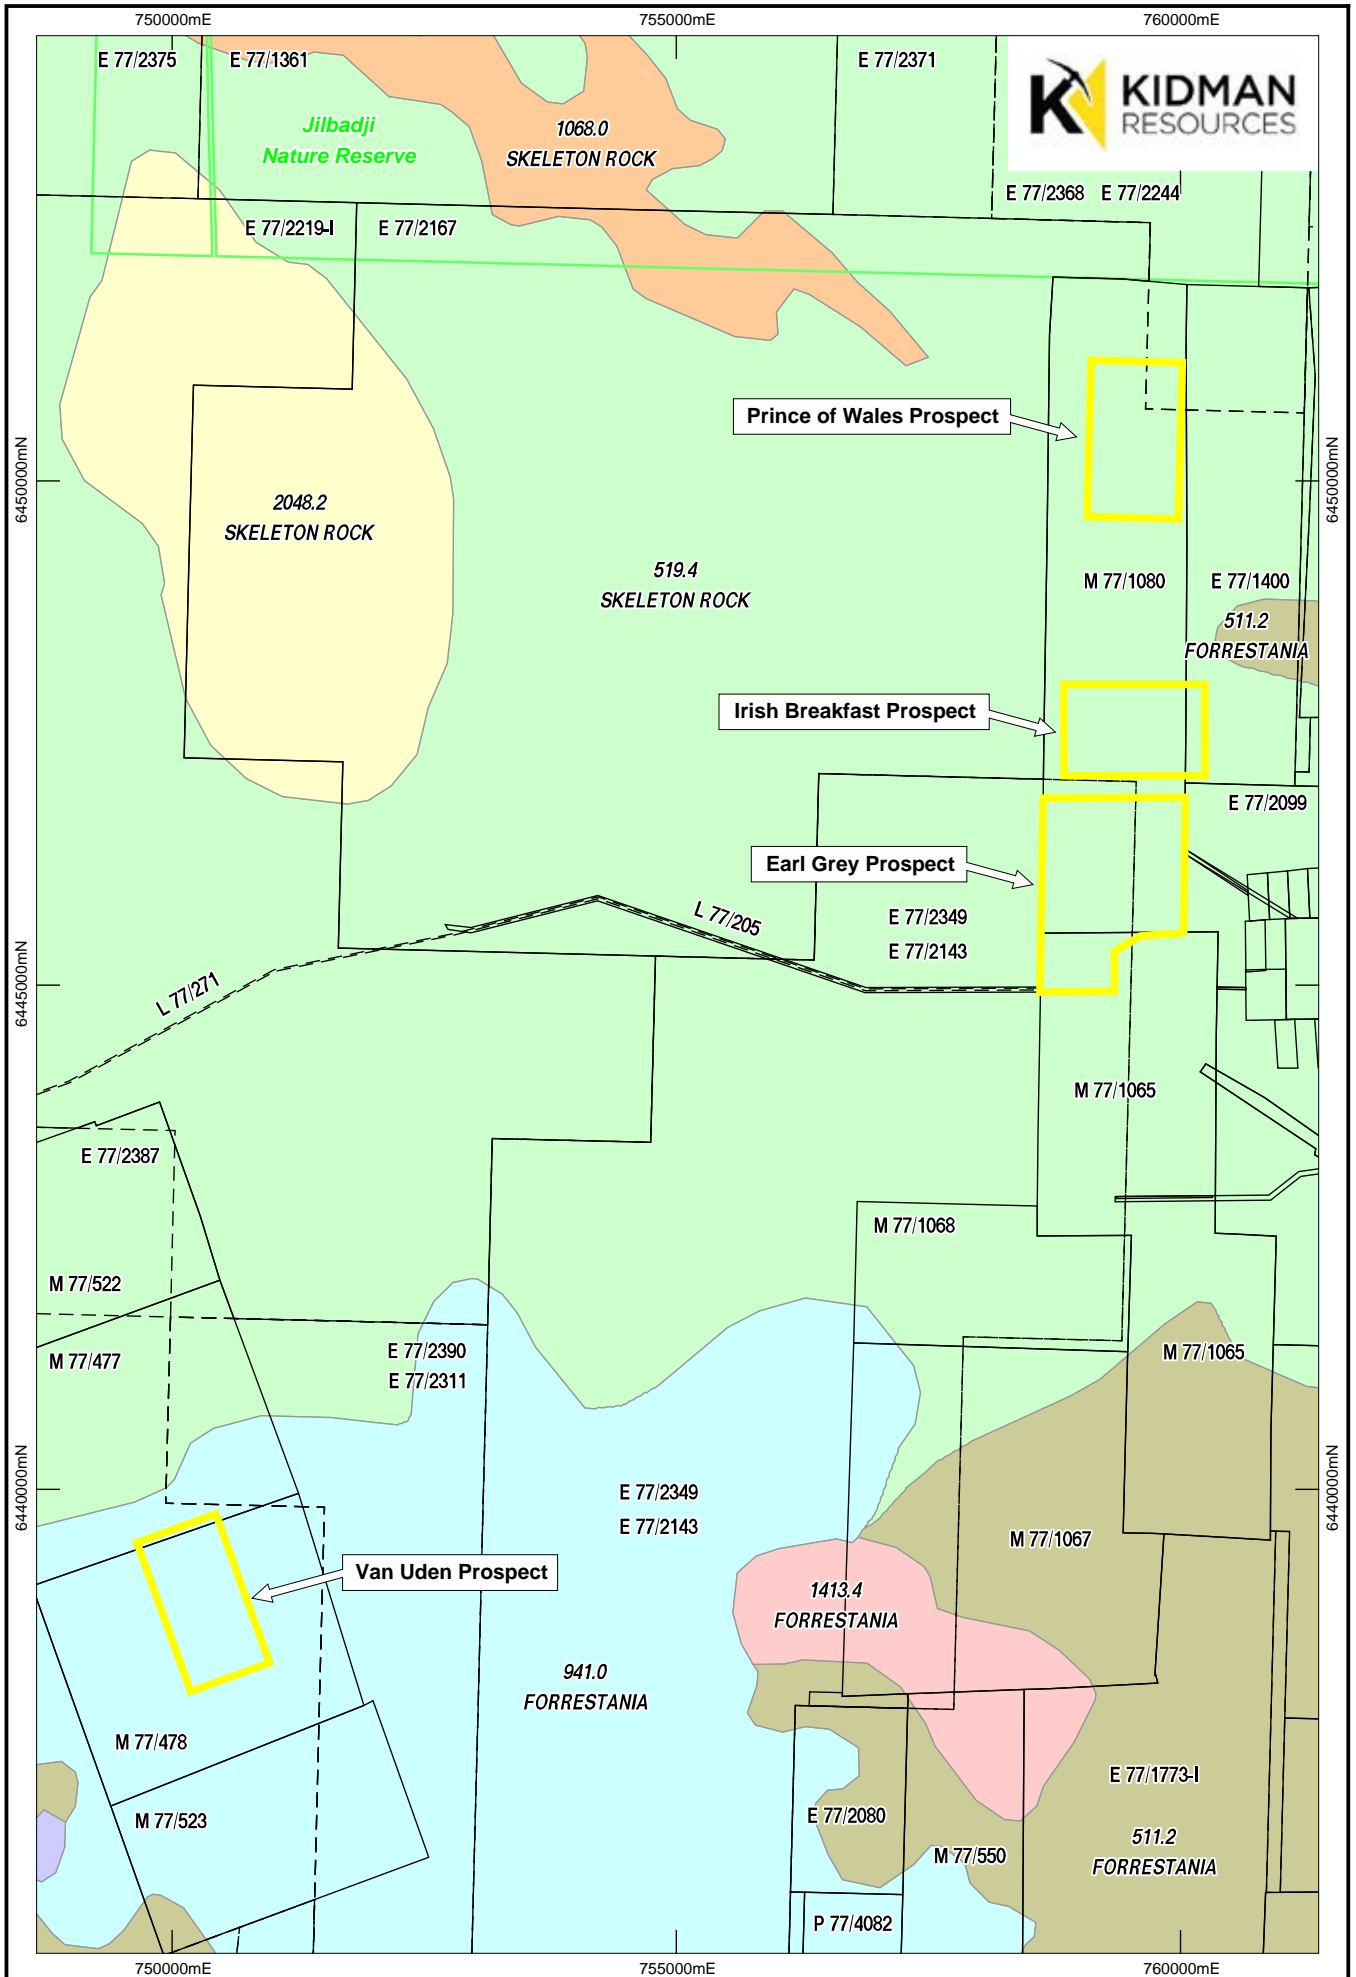 750000mE
755000mE
760000mE
E 77/2375
E 77/1361
E 77/2371
KIDMAN
RESOURCES
Jilbadji
Nature Reserve
1068.0
SKELETON ROCK
E 77/2368
E 77/2244
E 77/2219-I
E 77/2167
Prince of Wales Prospect
6450000mN
6450000mN
2048.2
SKELETON ROCK
519.4
SKELETON ROCK
M 77/1080
E 77/1400
511.2
FORRESTANIA
Irish Breakfast Prospect
E 77/2099
Earl Grey Prospect
L 77/205
E 77/2349
E 77/2143
6445000mN
6445000mN
L 77/271
M 77/1065
E 77/2387
M 77/1068
M 77/522
M 77/477
E 77/2390
E 77/2311
M 77/1065
6440000mN
6440000mN
E 77/2349
E 77/2143
M 77/1067
Van Uden Prospect
1413.4
FORRESTANIA
941.0
FORRESTANIA
M 77/478
E 77/1773-I
M 77/523
E 77/2080
511.2
FORRESTANIA
M 77/550
P 77/4082
750000mE
755000mE
760000mE